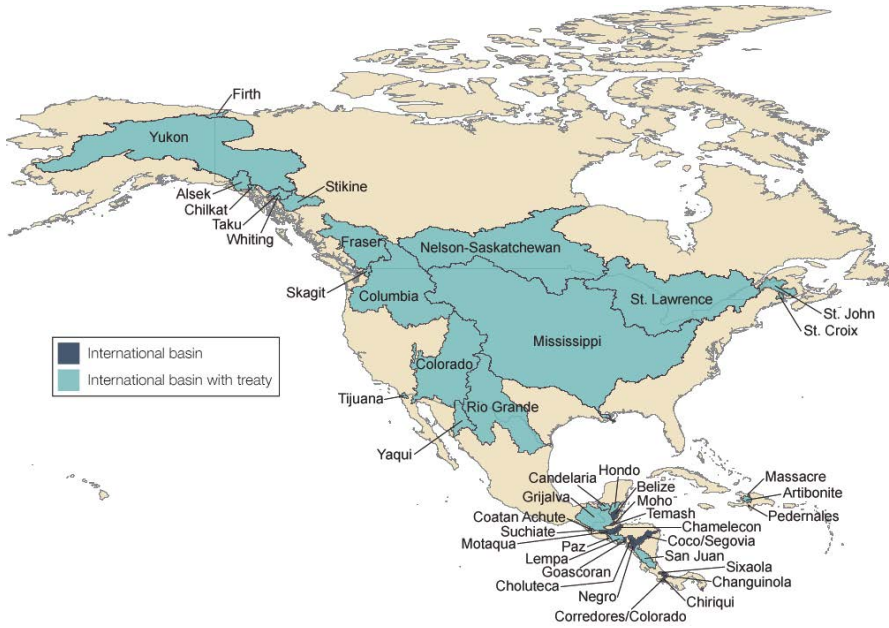 Firth
Yukon
Alsek
Stikine
Chilkat
Taku
Whiting
Fraser
Nelson-Saskatchewan
Skagit
Columbia
St. Lawrence
St. John
St. Croix
Mississippi
International basin
International basin with treaty
Colorado
Tijuana
Rio Grande
Yaqui
Hondo
Candelaria
Belize
Massacre
Grijalva
Moho
Artibonite
Coatan Achute
Temash
Pedernales
Suchiate
Chamelecon
Motaqua
Paz
Coco/Segovia
Lempa
San Juan
Goascoran
Sixaola
Choluteca
Changuinola
Negro
Chiriqui
Corredores/Colorado